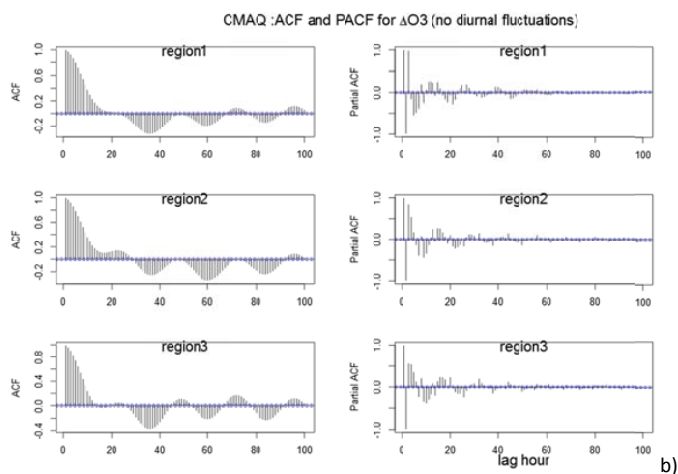 CMAQ :ACF and PACF for ΔO3 (no diurnal fluctuations)
region1
ACF
1.0
0.6
0.2
-0.2
0 20 40 60 80 100
region1
Partial ACF
1.0
0.0
-1.0
0 20 40 60 80 100
region2
ACF
1.0
0.6
0.2
-0.2
0 20 40 60 80 100
region2
Partial ACF
1.0
0.0
-1.0
0 20 40 60 80 100
region3
ACF
0.8
0.4
0.0
-0.4
0 20 40 60 80 100
region3
Partial ACF
1.0
0.0
-1.0
0 20 40 60 80 100
lag hour
b)